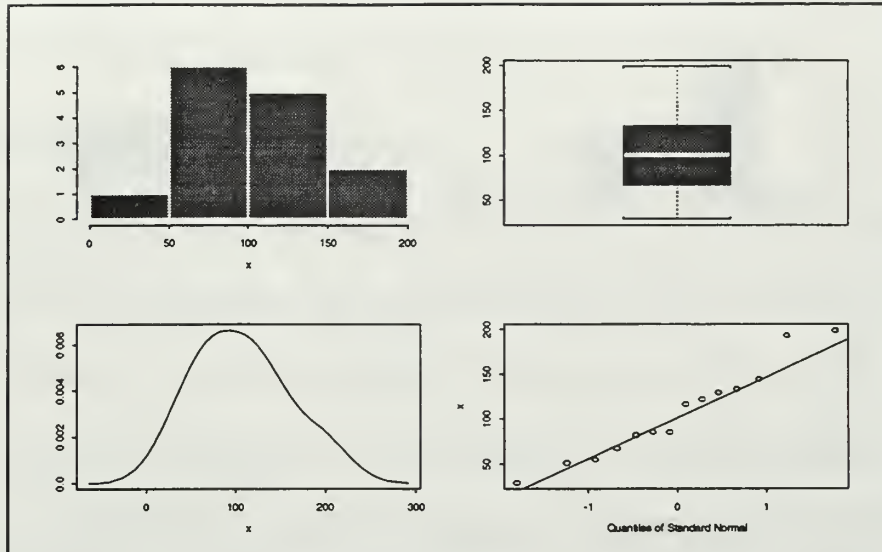 0 1 2 3 4 5 6
0 50 100 150 200
x
50 100 150 200
0.0 0.002 0.004 0.006
0 100 200 300
x
50 100 150 200
x
-1 0 1
Quantiles of Standard Normal